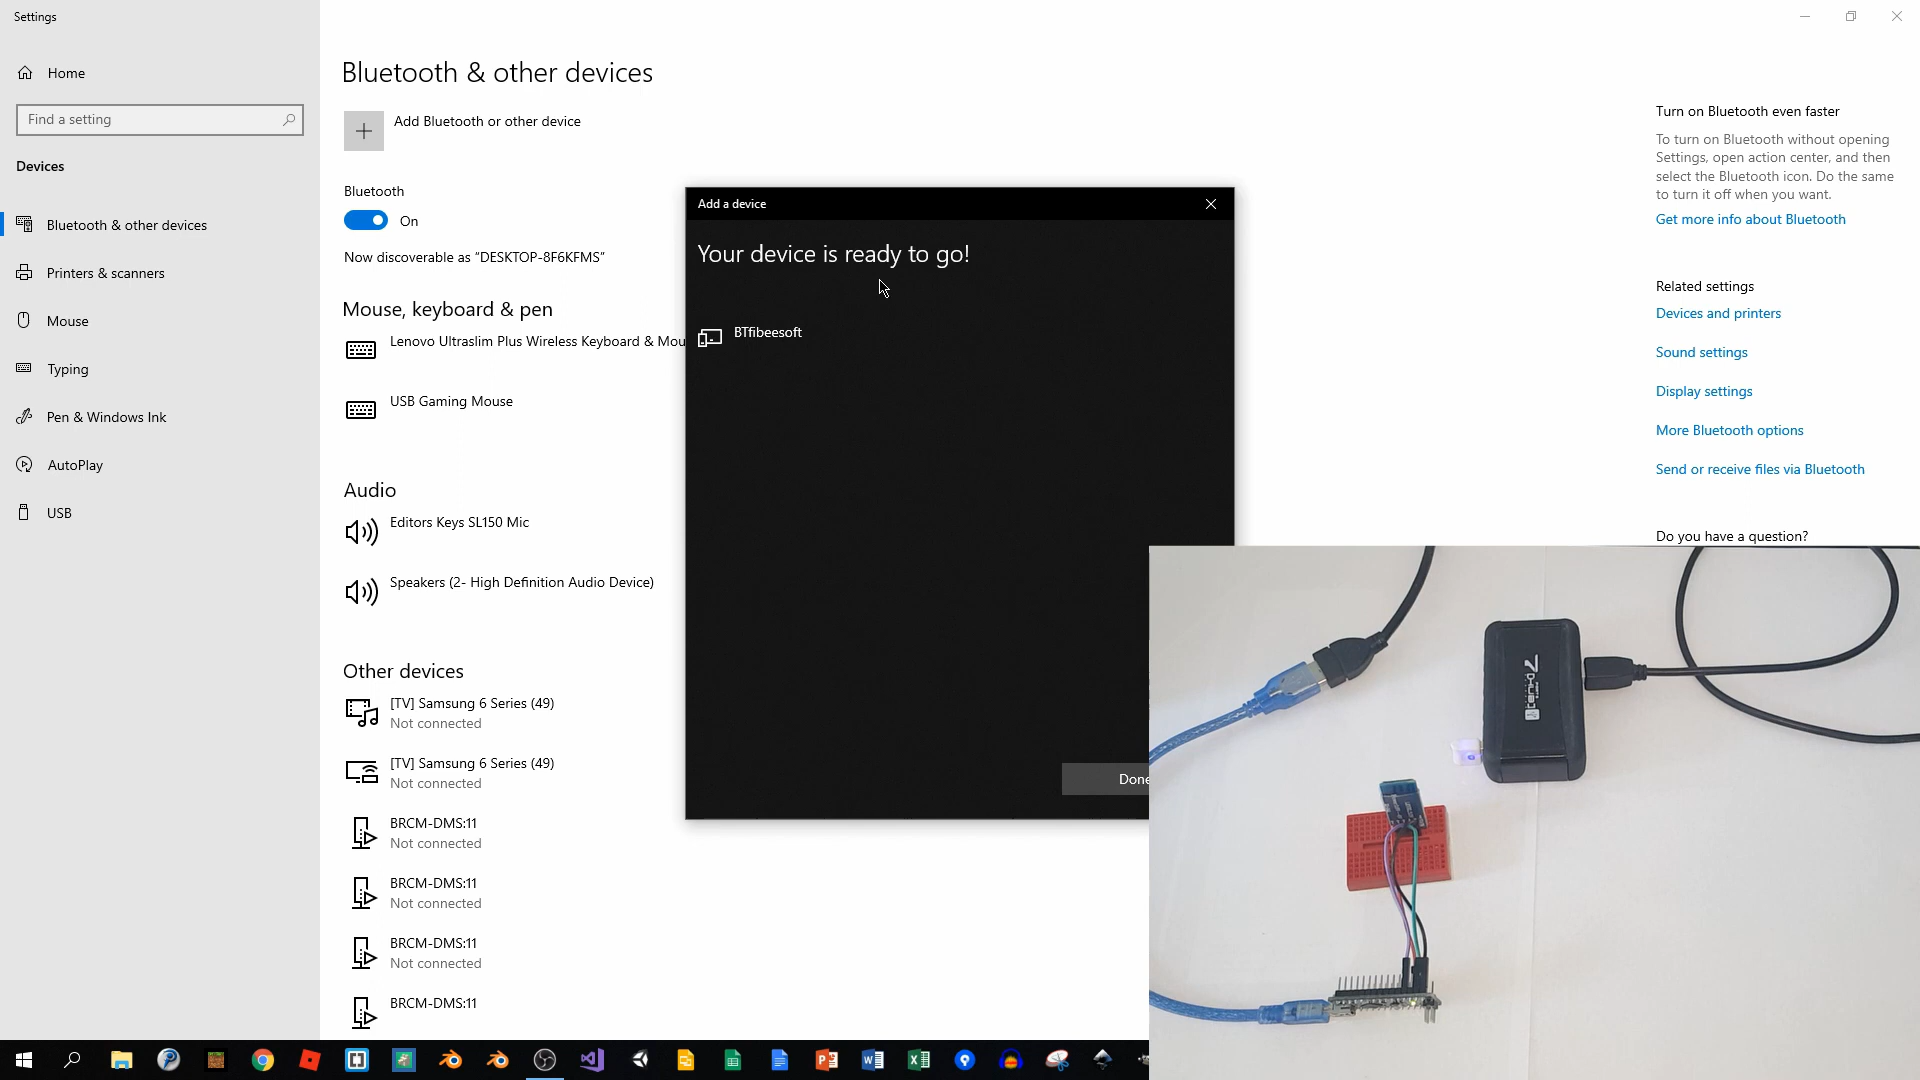 Settings
Home
Find a setting
Devices
Bluetooth & other devices
Printers & scanners
Mouse
Typing
Pen & Windows Ink
AutoPlay
USB
Bluetooth & other devices
Add Bluetooth or other device
Bluetooth
On
Now discoverable as “DESKTOP-8F6KFMS”
Mouse, keyboard & pen
Lenovo Ultraslim Plus Wireless Keyboard & Mou
USB Gaming Mouse
Audio
Editors Keys SL150 Mic
Speakers (2- High Definition Audio Device)
Other devices
[TV] Samsung 6 Series (49)
Not connected
[TV] Samsung 6 Series (49)
Not connected
BRCM-DMS:11
Not connected
BRCM-DMS:11
Not connected
BRCM-DMS:11
Not connected
BRCM-DMS:11
Add a device
Your device is ready to go!
BTfibeesoft
Done
Turn on Bluetooth even faster
To turn on Bluetooth without opening
Settings, open action center, and then
select the Bluetooth icon. Do the same
to turn it off when you want.
Get more info about Bluetooth
Related settings
Devices and printers
Sound settings
Display settings
More Bluetooth options
Send or receive files via Bluetooth
Do you have a question?
7